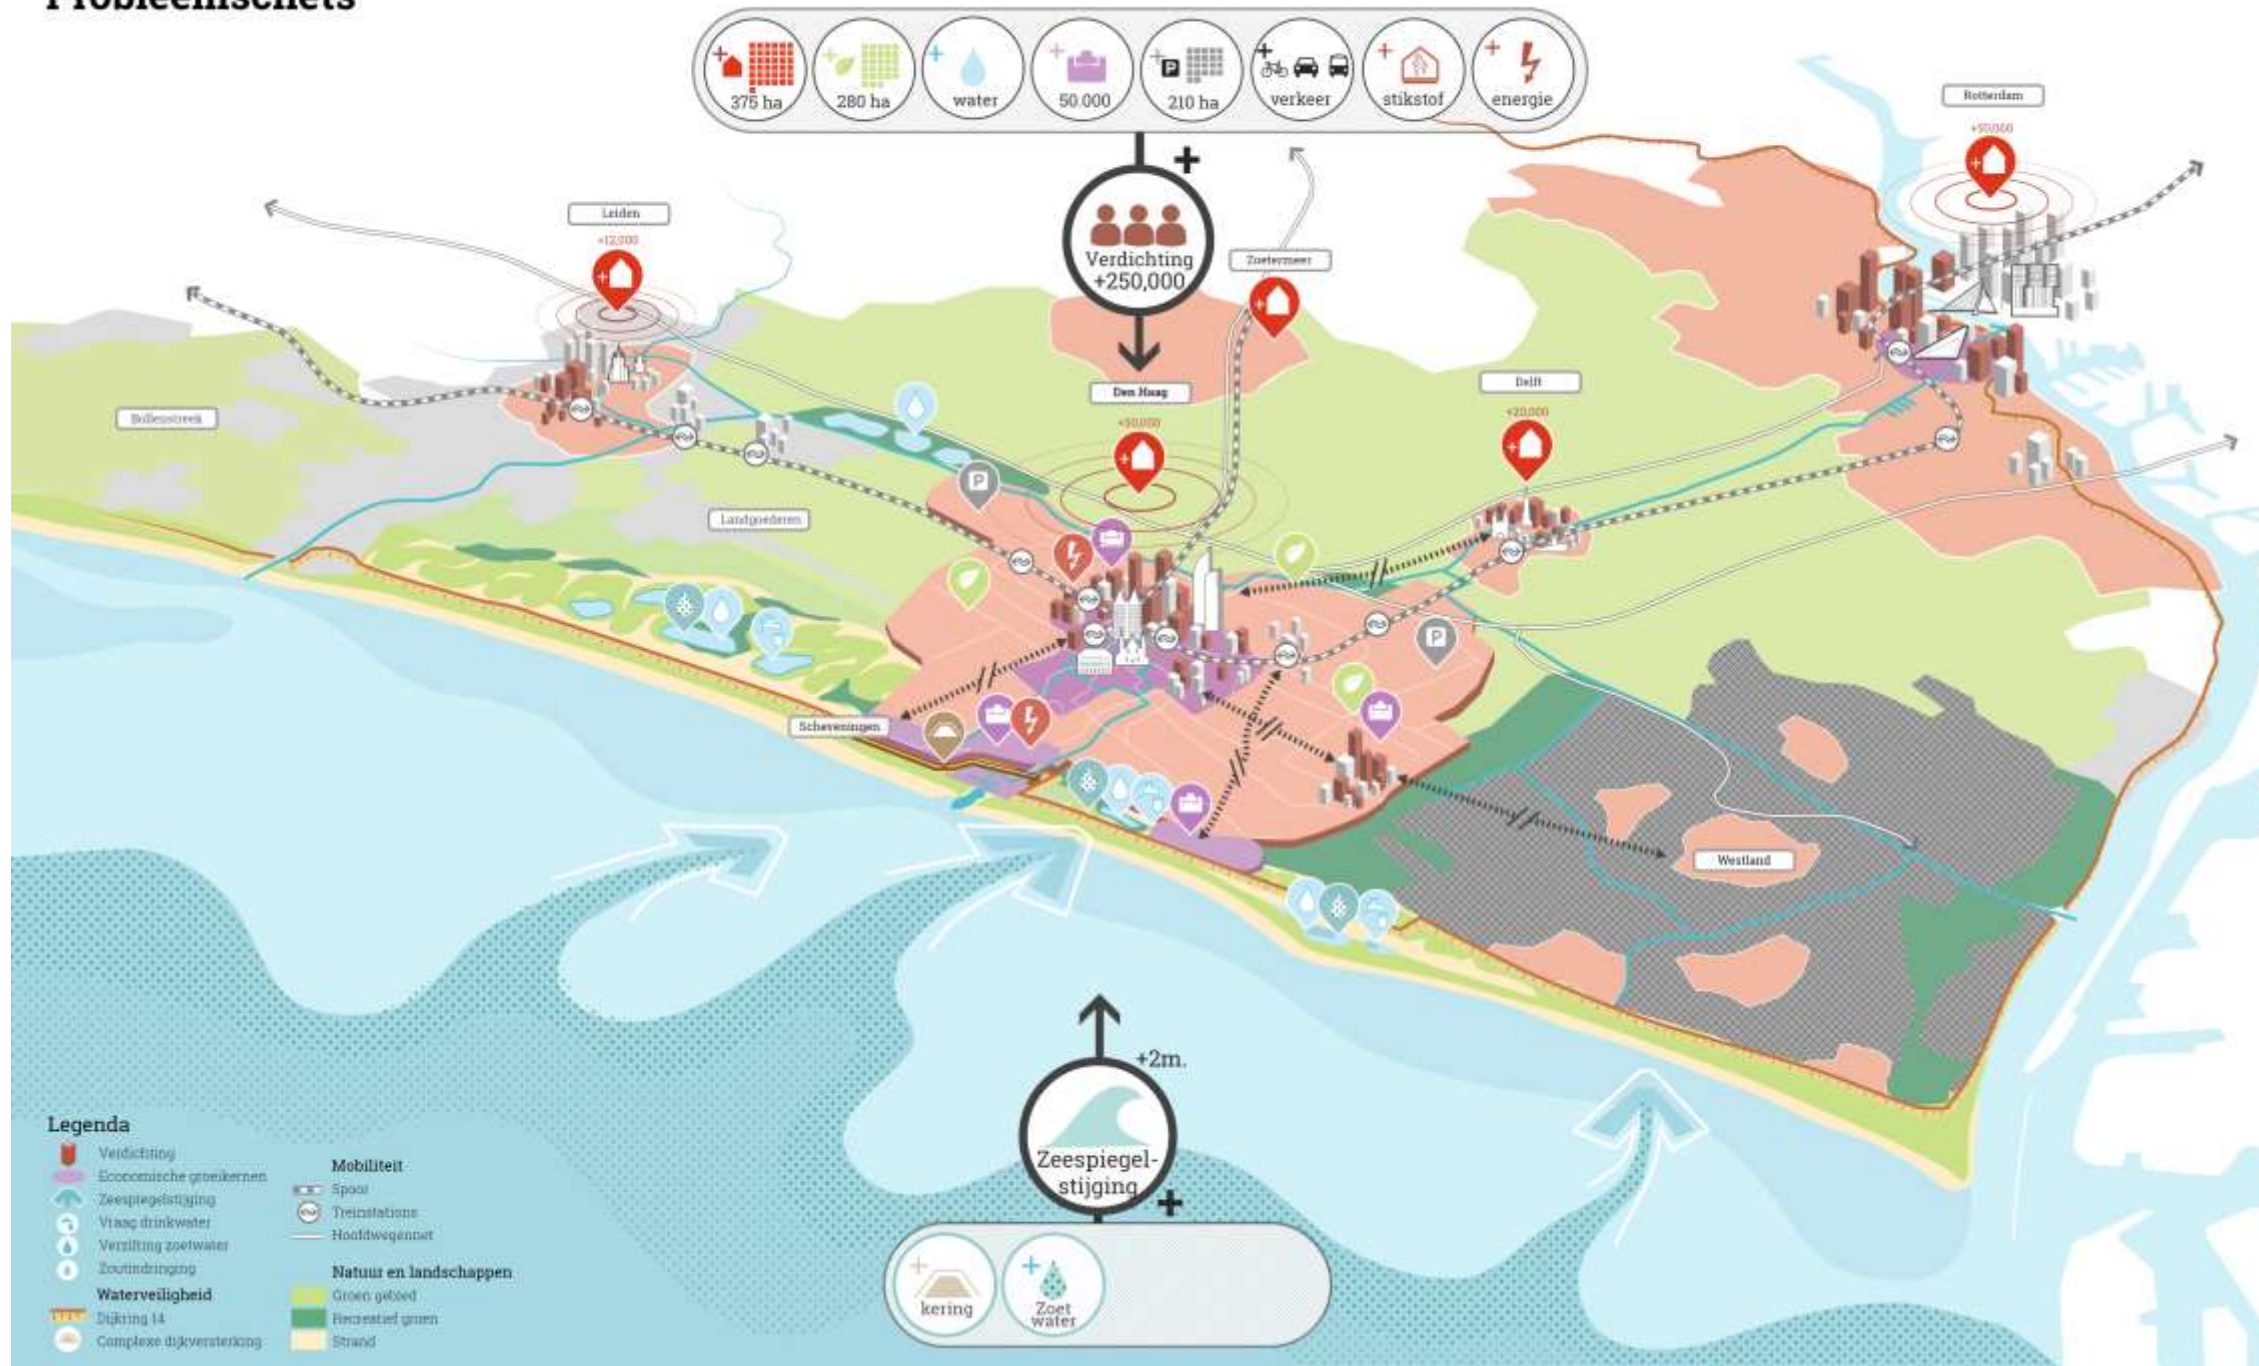 Probleemschets
375 ha
280 ha
water
50.000
210 ha
verkeer
stikstof
energie
Verdichting
+250,000
Rotterdam
+50,000
Leiden
+12,000
Zoetermeer
Den Haag
+50,000
Delft
+20,000
Bollenstreek
Landgoederen
P
P
Scheveningen
Westland
+2m.
Zeespiegel-
stijging
kering
Zoet
water
Legenda
Verdichting
Economische groeikernen
Zeespiegelstijging
Vraag drinkwater
Verzilting zoetwater
Zoutindringing
Waterveiligheid
Dijkring 14
Complexe dijkversterking
Mobiliteit
Spoor
Treinstations
Hoofdwegennet
Natuur en landschappen
Groen gebied
Recreatief groen
Strand